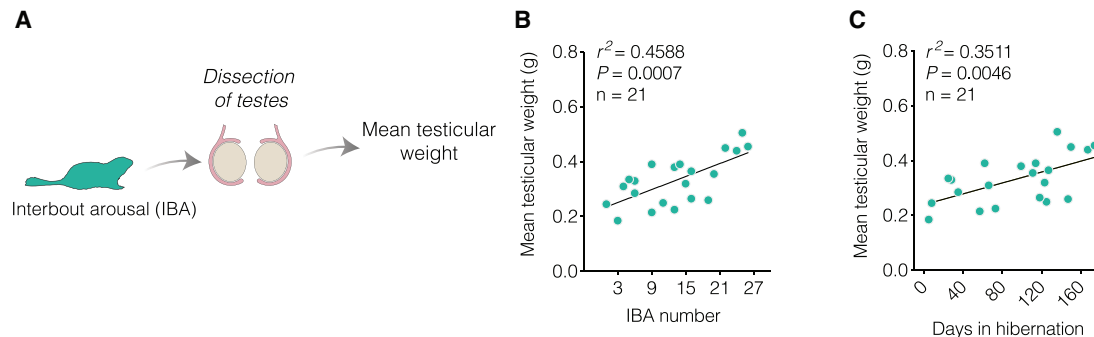 A
Dissection
of testes
Mean testicular
weight
Interbout arousal (IBA)
B
Mean testicular weight (g)
0.8
0.6
0.4
0.2
0.0
r² = 0.4588
P = 0.0007
n = 21
3 9 15 21 27
IBA number
C
Mean testicular weight (g)
0.8
0.6
0.4
0.2
0.0
r² = 0.3511
P = 0.0046
n = 21
0 40 80 120 160
Days in hibernation